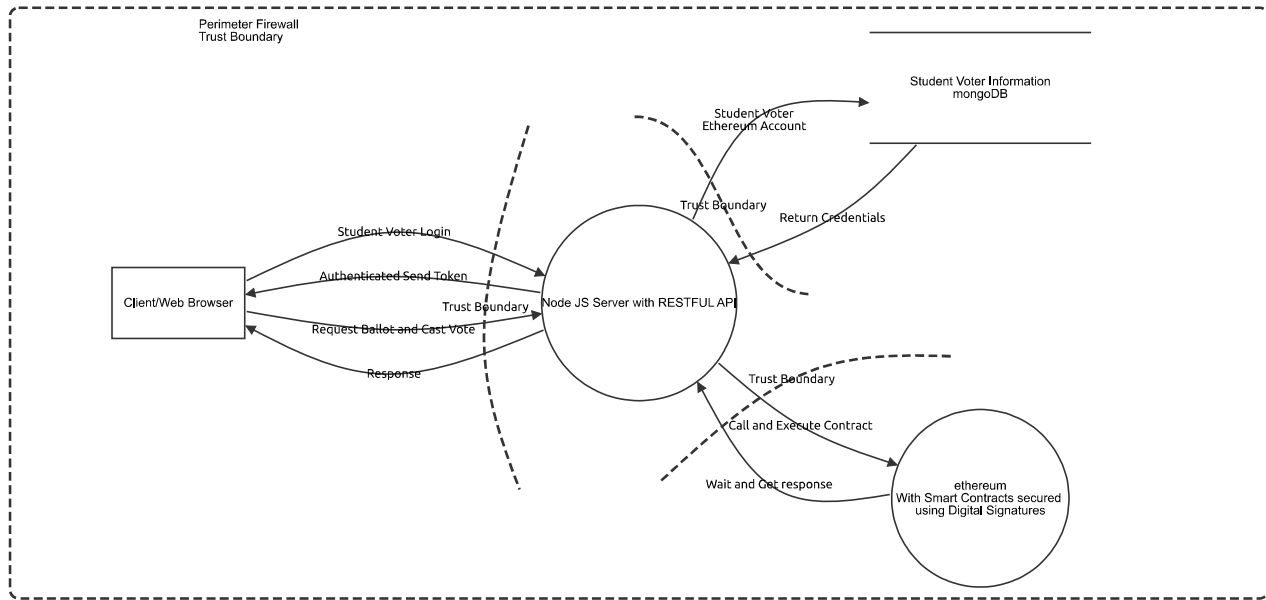 Perimeter Firewall
Trust Boundary
Student Voter Information
mongoDB
Student Voter
Ethereum Account
Trust Boundary
Return Credentials
Student Voter Login
Authenticated Send Token
Client/Web Browser
Trust Boundary
Node JS Server with RESTFUL API
Request Ballot and Cast Vote
Response
Trust Boundary
Call and Execute Contract
Wait and Get response
ethereum
With Smart Contracts secured
using Digital Signatures